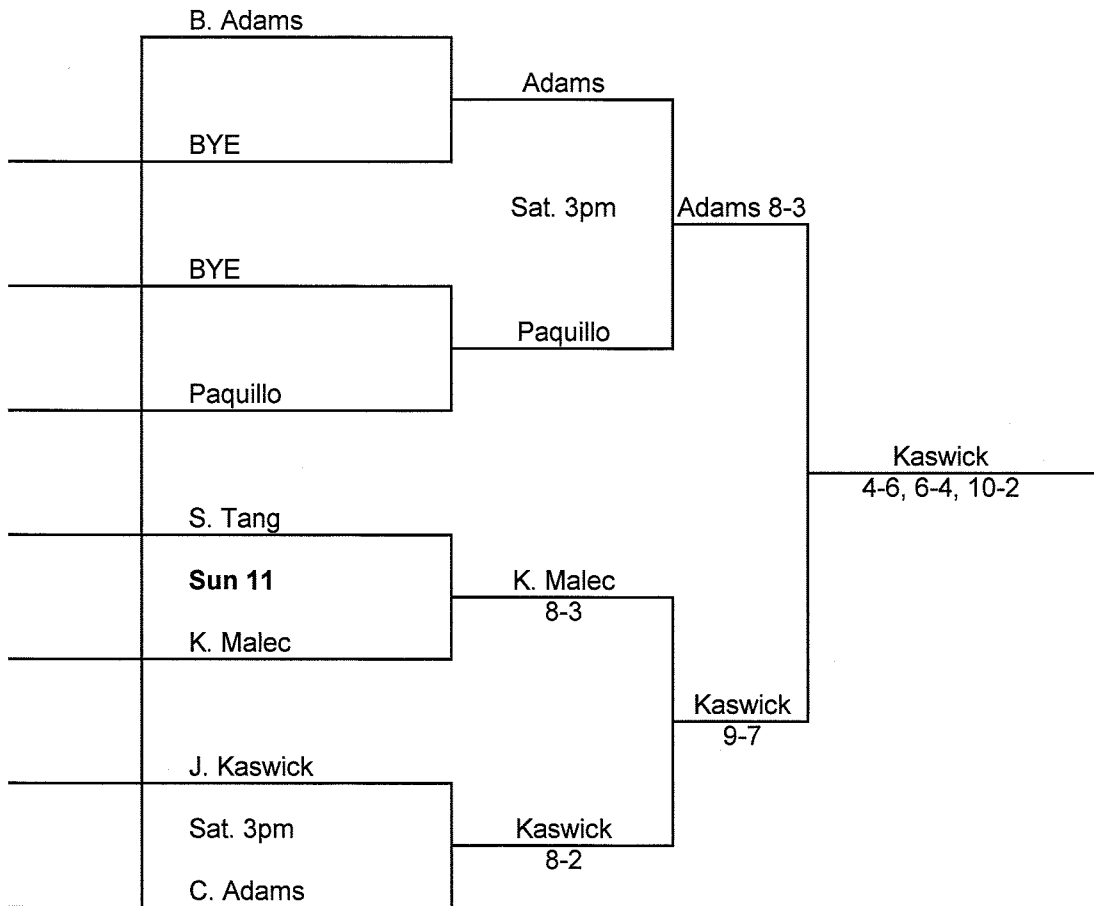 B. Adams
Adams
BYE
Sat. 3pm
Adams 8-3
BYE
Paquillo
Paquillo
Kaswick
4-6, 6-4, 10-2
S. Tang
Sun 11
K. Malec
8-3
K. Malec
Kaswick
9-7
J. Kaswick
Sat. 3pm
Kaswick
8-2
C. Adams